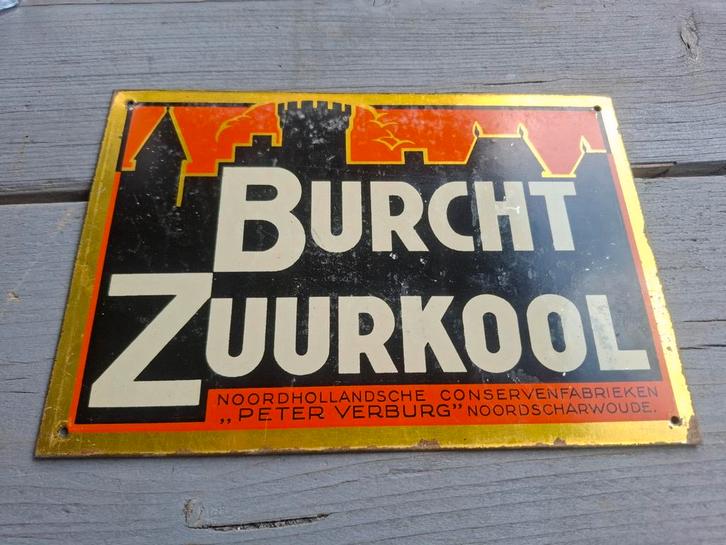 BURCHT
ZUURKOOL
NOORDHOLLANDSCHE CONSERVENFABRIEKEN
„PETER VERBURG" NOORDSCHARWOUDE.